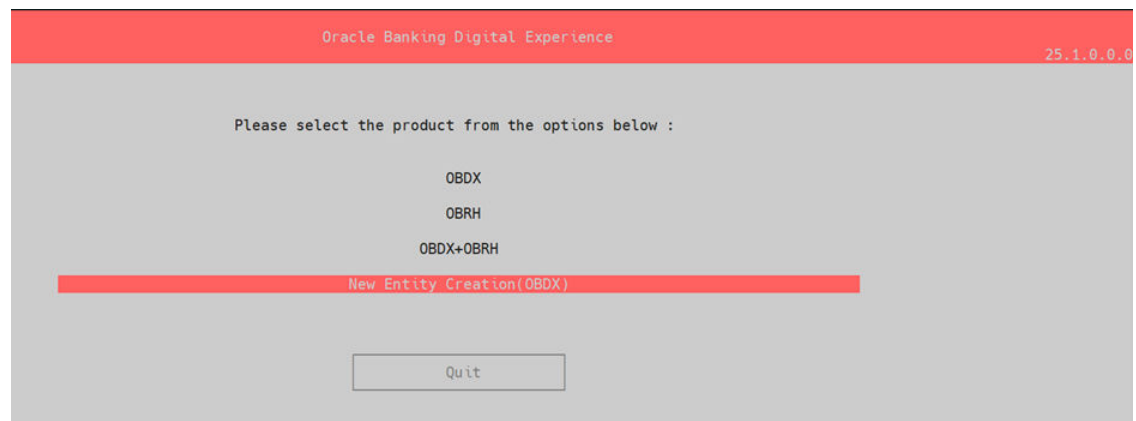 Oracle Banking Digital Experience
25.1.0.0.0
Please select the product from the options below :
OBDX
OBRH
OBDX+OBRH
New Entity Creation(OBDX)
Quit